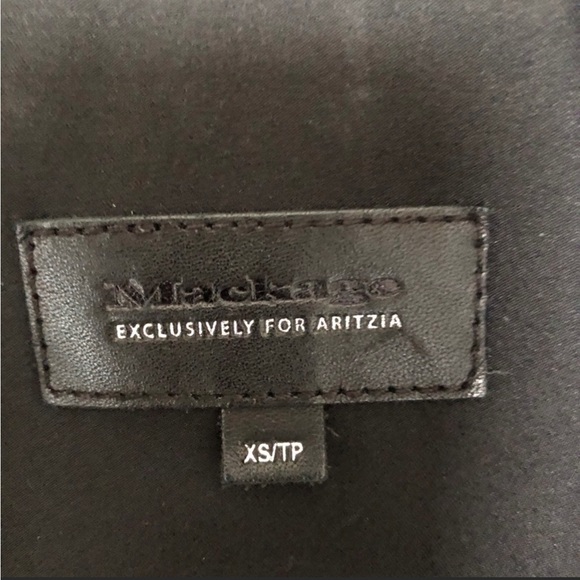 Mackage
EXCLUSIVELY FOR ARITZIA
XS/TP